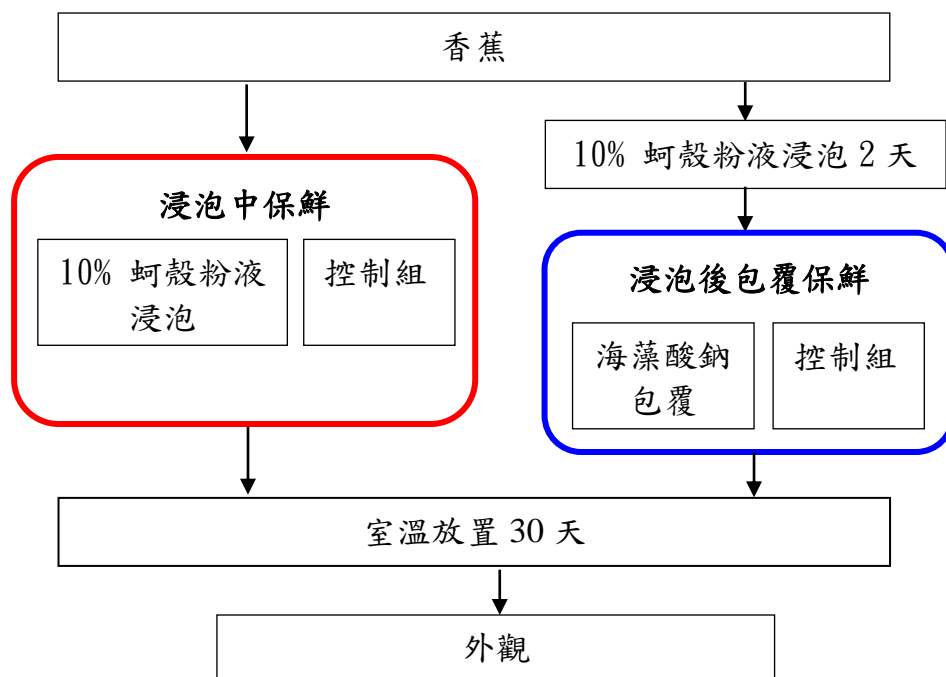 香蕉
10% 蚵殼粉液浸泡 2 天
浸泡中保鮮
10% 蚵殼粉液
浸泡
控制組
浸泡後包覆保鮮
海藻酸鈉
包覆
控制組
室溫放置 30 天
外觀